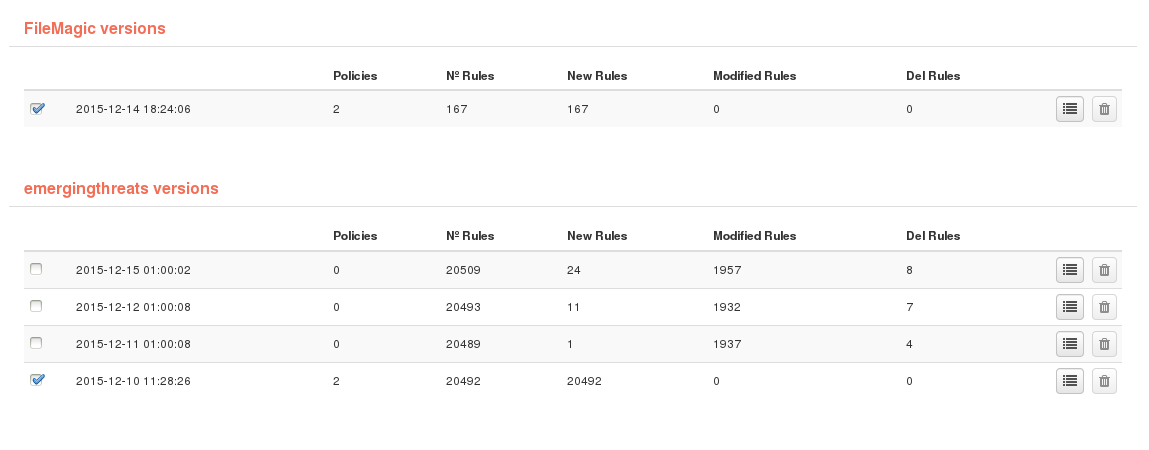 FileMagic versions
Policies Nº Rules New Rules Modified Rules Del Rules
2015-12-14 18:24:06 2 167 167 0 0
emergingthreats versions
Policies Nº Rules New Rules Modified Rules Del Rules
2015-12-15 01:00:02 0 20509 24 1957 8
2015-12-12 01:00:08 0 20493 11 1932 7
2015-12-11 01:00:08 0 20489 1 1937 4
2015-12-10 11:28:26 2 20492 20492 0 0